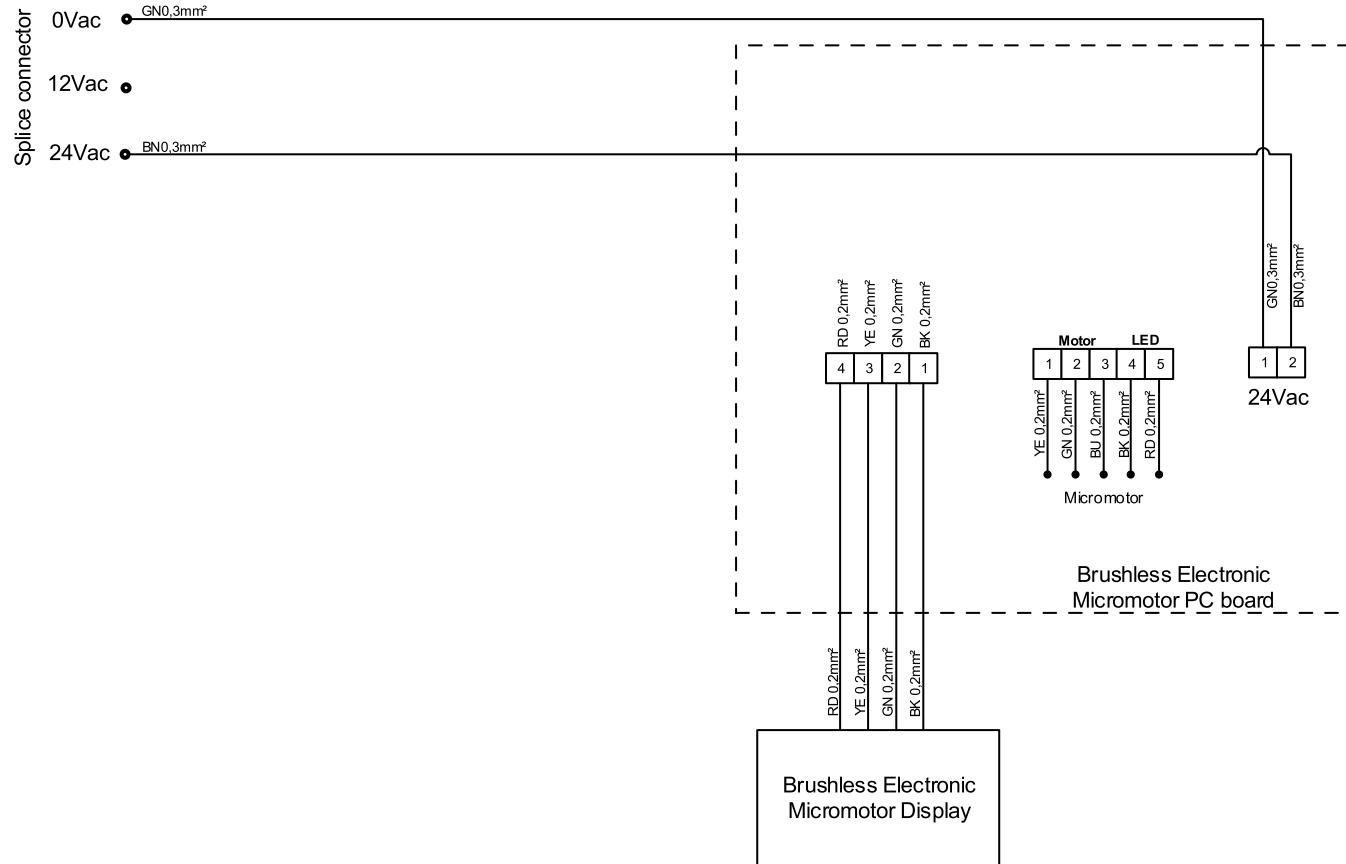 Splice connector
0Vac
GN0,3mm²
12Vac
24Vac
BN0,3mm²
GN0,3mm²
BN0,3mm²
RD 0,2mm²
YE 0,2mm²
GN 0,2mm²
BK 0,2mm²
4 3 2 1
Motor LED
1 2 3 4 5
1 2
24Vac
YE 0,2mm²
GN 0,2mm²
BU 0,2mm²
BK 0,2mm²
RD 0,2mm²
Micromotor
Brushless Electronic
Micromotor PC board
RD 0,2mm²
YE 0,2mm²
GN 0,2mm²
BK 0,2mm²
Brushless Electronic
Micromotor Display